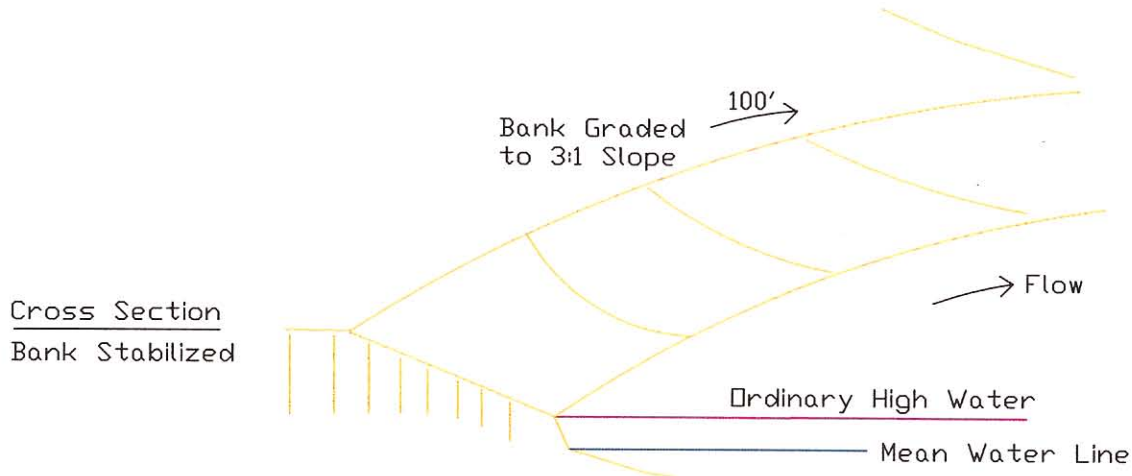 100'
Bank Graded
to 3:1 Slope
Flow
Cross Section
Bank Stabilized
Ordinary High Water
Mean Water Line